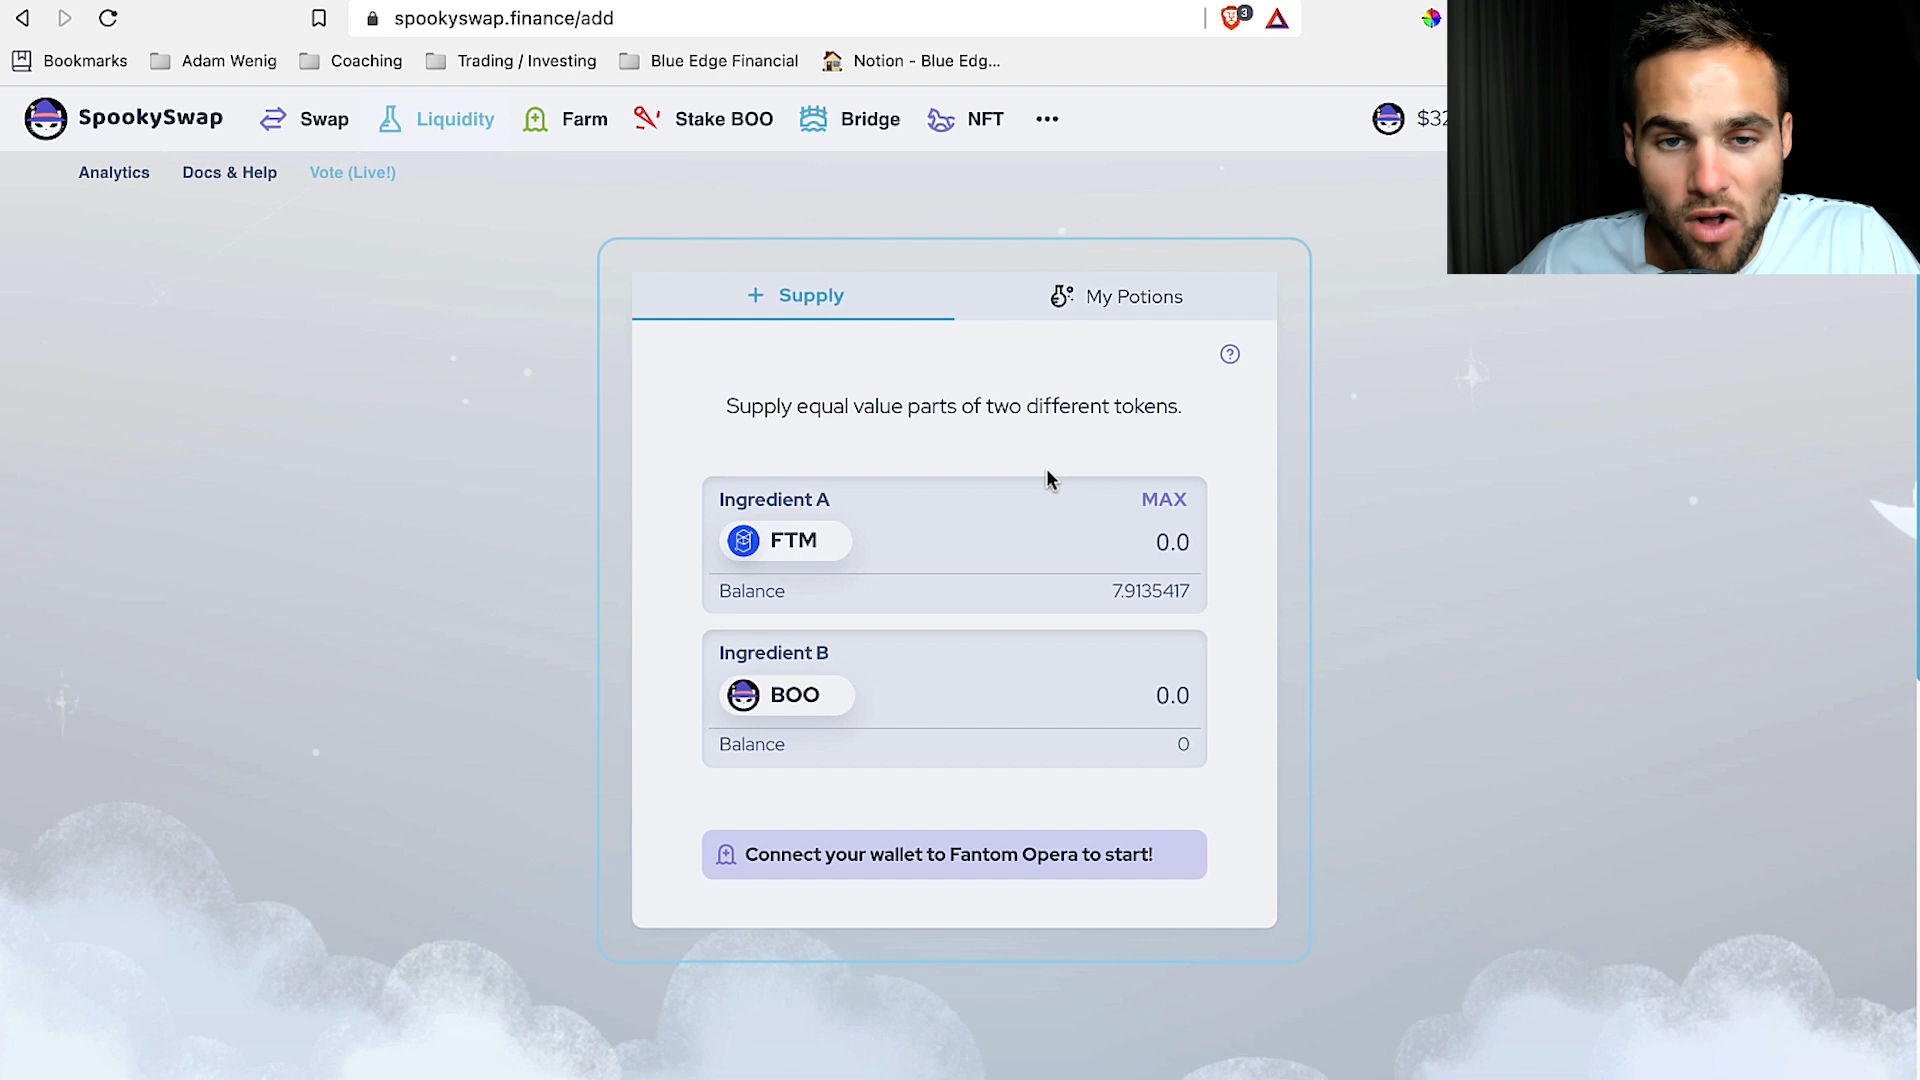 spookyswap.finance/add
3
Bookmarks Adam Wenig Coaching Trading / Investing Blue Edge Financial Notion - Blue Edg...
SpookySwap Swap Liquidity Farm Stake BOO Bridge NFT ••• $32
Analytics Docs & Help Vote (Live!)
+ Supply My Potions
?
Supply equal value parts of two different tokens.
Ingredient A MAX
FTM 0.0
Balance 7.9135417
Ingredient B
BOO 0.0
Balance 0
Connect your wallet to Fantom Opera to start!